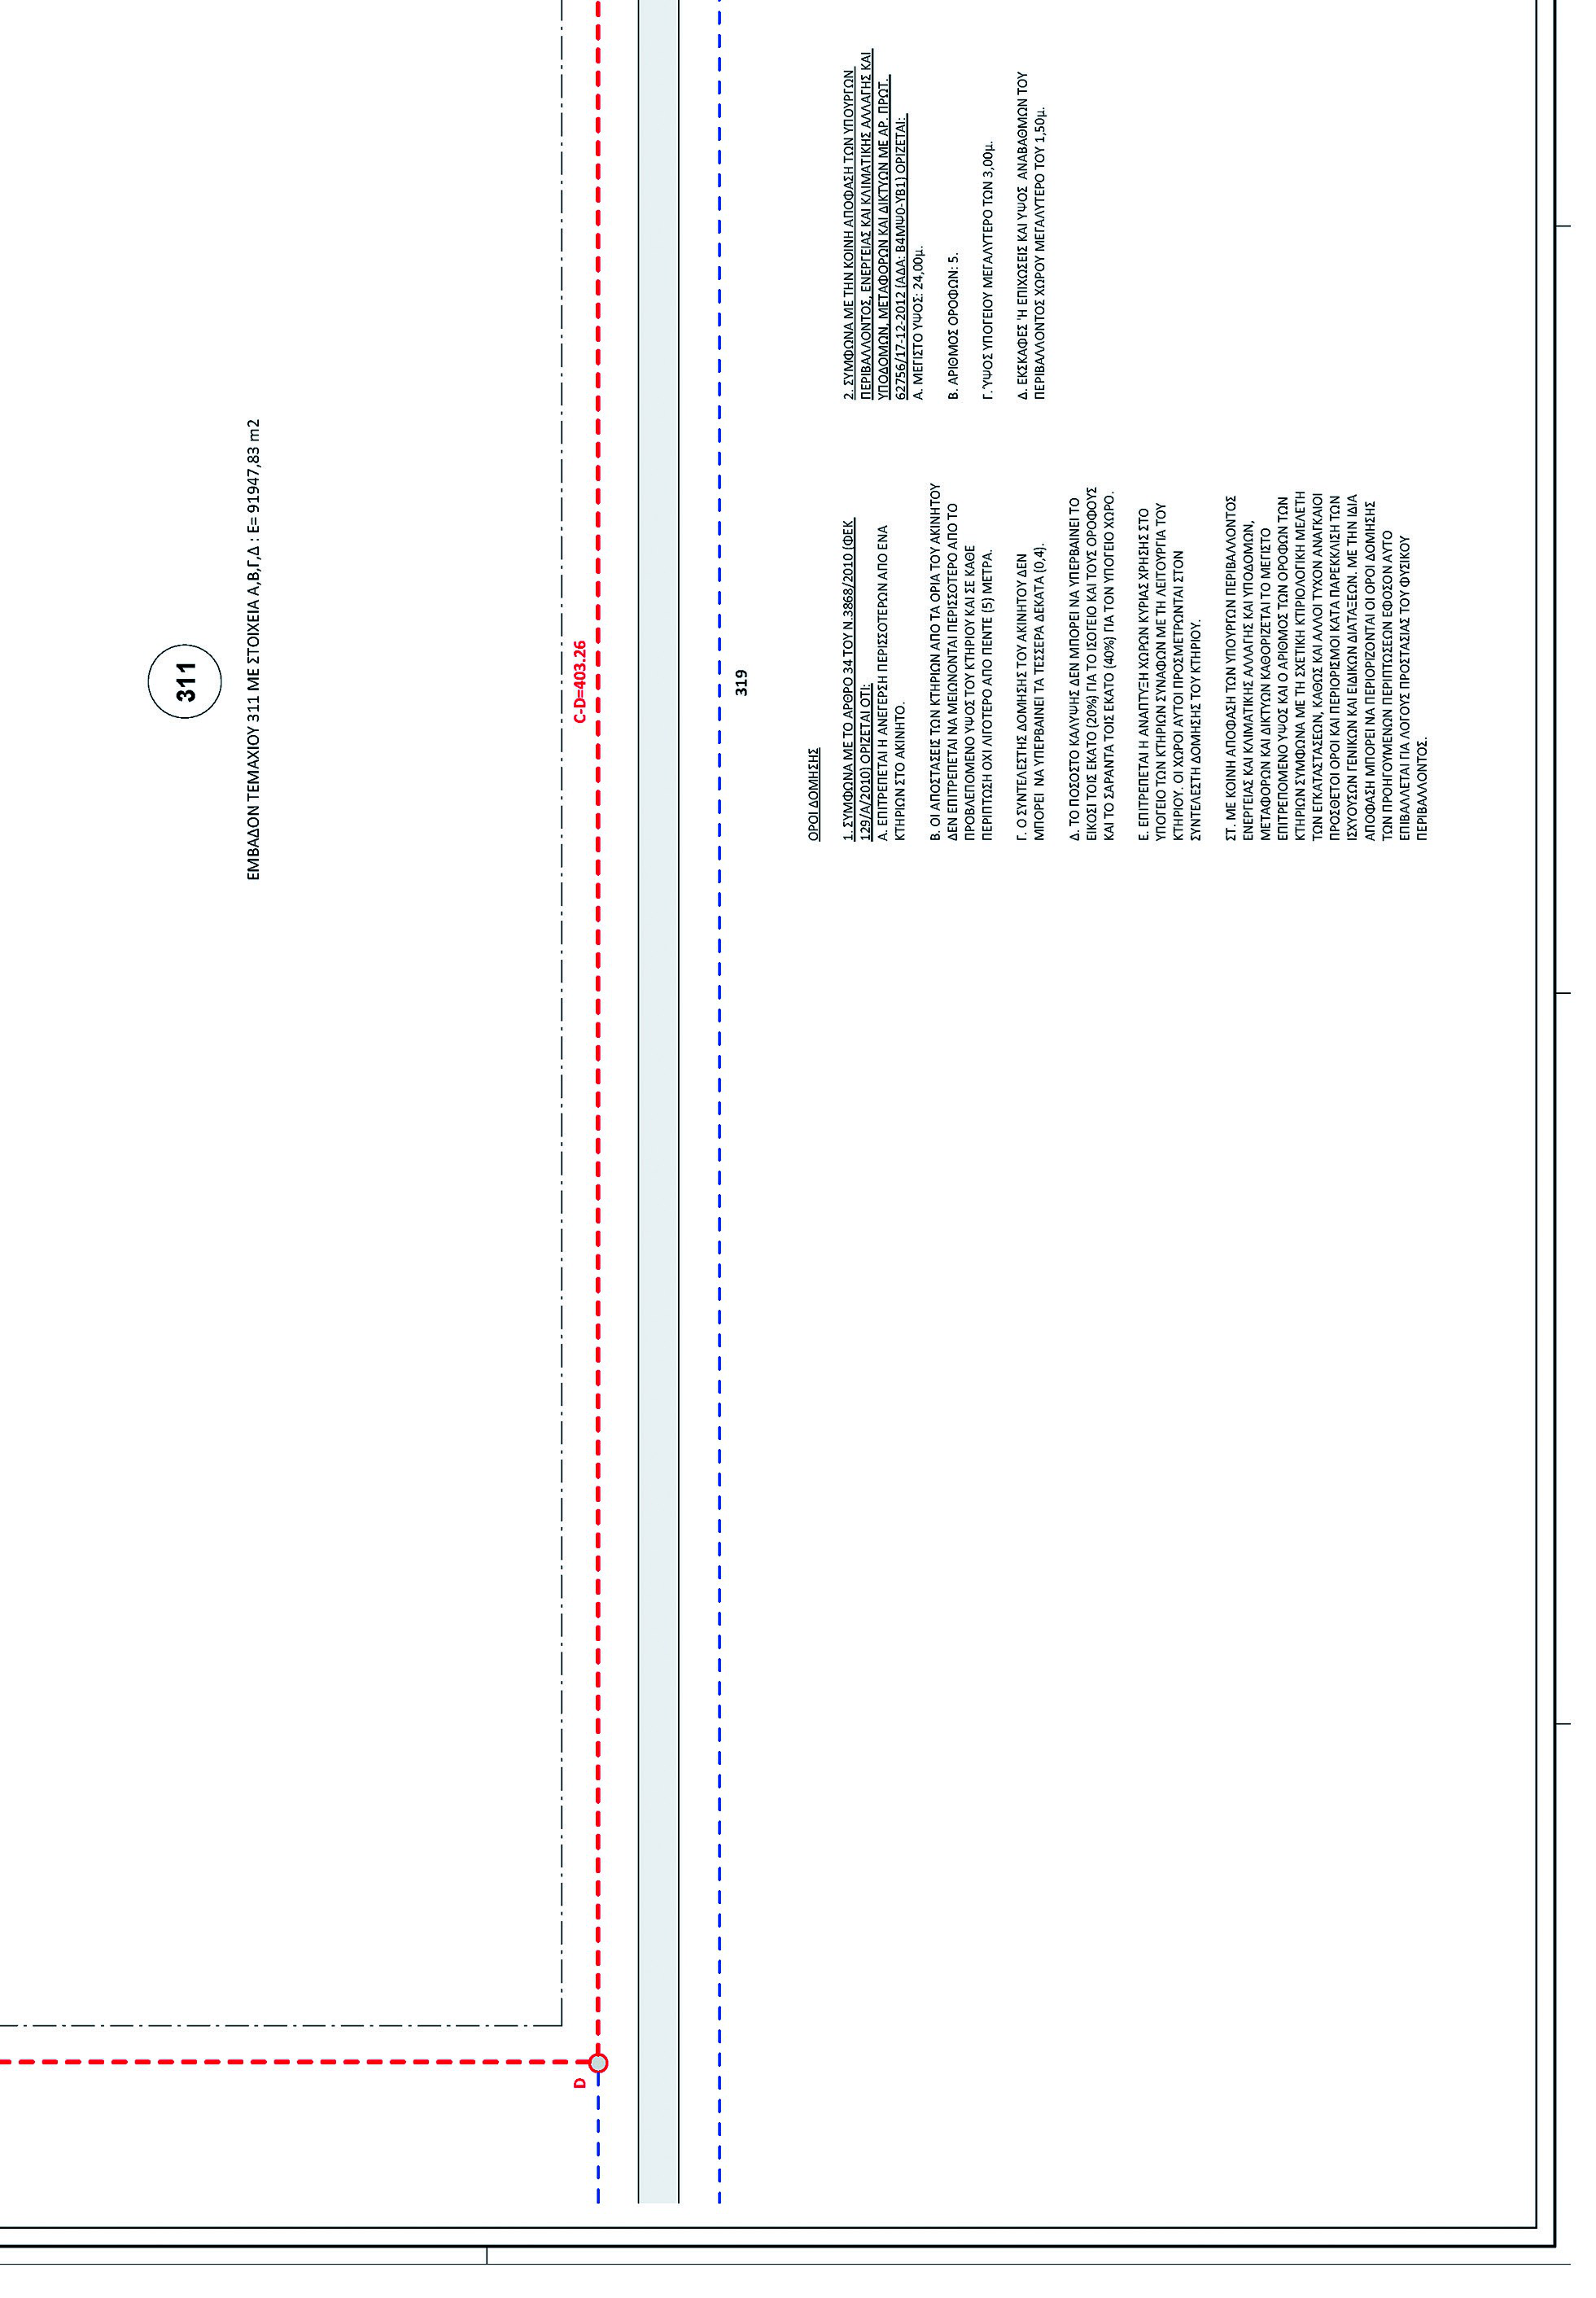 311
ΕΜΒΑΔΟΝ ΤΕΜΑΧΙΟΥ 311 ΜΕ ΣΤΟΙΧΕΙΑ Α,Β,Γ,Δ : Ε= 91947,83 m2
D
C-D=403.26
319
ΟΡΟΙ ΔΟΜΗΣΗΣ
1. ΣΥΜΦΩΝΑ ΜΕ ΤΟ ΑΡΘΡΟ 34 ΤΟΥ Ν.3868/2010 (ΦΕΚ
129/Α/2010) ΟΡΙΖΕΤΑΙ ΟΤΙ:
Α. ΕΠΙΤΡΕΠΕΤΑΙ Η ΑΝΕΓΕΡΣΗ ΠΕΡΙΣΣΟΤΕΡΩΝ ΑΠΟ ΕΝΑ
ΚΤΗΡΙΩΝ ΣΤΟ ΑΚΙΝΗΤΟ.
Β. ΟΙ ΑΠΟΣΤΑΣΕΙΣ ΤΩΝ ΚΤΗΡΙΩΝ ΑΠΟ ΤΑ ΟΡΙΑ ΤΟΥ ΑΚΙΝΗΤΟΥ
ΔΕΝ ΕΠΙΤΡΕΠΕΤΑΙ ΝΑ ΜΕΙΩΝΟΝΤΑΙ ΠΕΡΙΣΣΟΤΕΡΟ ΑΠΟ ΤΟ
ΠΡΟΒΛΕΠΟΜΕΝΟ ΥΨΟΣ ΤΟΥ ΚΤΗΡΙΟΥ ΚΑΙ ΣΕ ΚΑΘΕ
ΠΕΡΙΠΤΩΣΗ ΟΧΙ ΛΙΓΟΤΕΡΟ ΑΠΟ ΠΕΝΤΕ (5) ΜΕΤΡΑ.
Γ. Ο ΣΥΝΤΕΛΕΣΤΗΣ ΔΟΜΗΣΗΣ ΤΟΥ ΑΚΙΝΗΤΟΥ ΔΕΝ
ΜΠΟΡΕΙ ΝΑ ΥΠΕΡΒΑΙΝΕΙ ΤΑ ΤΕΣΣΕΡΑ ΔΕΚΑΤΑ (0,4).
Δ. ΤΟ ΠΟΣΟΣΤΟ ΚΑΛΥΨΗΣ ΔΕΝ ΜΠΟΡΕΙ ΝΑ ΥΠΕΡΒΑΙΝΕΙ ΤΟ
ΕΙΚΟΣΙ ΤΟΙΣ ΕΚΑΤΟ (20%) ΓΙΑ ΤΟ ΙΣΟΓΕΙΟ ΚΑΙ ΤΟΥΣ ΟΡΟΦΟΥΣ
ΚΑΙ ΤΟ ΣΑΡΑΝΤΑ ΤΟΙΣ ΕΚΑΤΟ (40%) ΓΙΑ ΤΟΝ ΥΠΟΓΕΙΟ ΧΩΡΟ.
Ε. ΕΠΙΤΡΕΠΕΤΑΙ Η ΑΝΑΠΤΥΞΗ ΧΩΡΩΝ ΚΥΡΙΑΣ ΧΡΗΣΗΣ ΣΤΟ
ΥΠΟΓΕΙΟ ΤΩΝ ΚΤΗΡΙΩΝ ΣΥΝΑΦΩΝ ΜΕ ΤΗ ΛΕΙΤΟΥΡΓΙΑ ΤΟΥ
ΚΤΗΡΙΟΥ. ΟΙ ΧΩΡΟΙ ΑΥΤΟΙ ΠΡΟΣΜΕΤΡΩΝΤΑΙ ΣΤΟΝ
ΣΥΝΤΕΛΕΣΤΗ ΔΟΜΗΣΗΣ ΤΟΥ ΚΤΗΡΙΟΥ.
ΣΤ. ΜΕ ΚΟΙΝΗ ΑΠΟΦΑΣΗ ΤΩΝ ΥΠΟΥΡΓΩΝ ΠΕΡΙΒΑΛΛΟΝΤΟΣ
ΕΝΕΡΓΕΙΑΣ ΚΑΙ ΚΛΙΜΑΤΙΚΗΣ ΑΛΛΑΓΗΣ ΚΑΙ ΥΠΟΔΟΜΩΝ,
ΜΕΤΑΦΟΡΩΝ ΚΑΙ ΔΙΚΤΥΩΝ ΚΑΘΟΡΙΖΕΤΑΙ ΤΟ ΜΕΓΙΣΤΟ
ΕΠΙΤΡΕΠΟΜΕΝΟ ΥΨΟΣ ΚΑΙ Ο ΑΡΙΘΜΟΣ ΤΩΝ ΟΡΟΦΩΝ ΤΩΝ
ΚΤΗΡΙΩΝ ΣΥΜΦΩΝΑ ΜΕ ΤΗ ΣΧΕΤΙΚΗ ΚΤΙΡΙΟΛΟΓΙΚΗ ΜΕΛΕΤΗ
ΤΩΝ ΕΓΚΑΤΑΣΤΑΣΕΩΝ, ΚΑΘΩΣ ΚΑΙ ΑΛΛΟΙ ΤΥΧΟΝ ΑΝΑΓΚΑΙΟΙ
ΠΡΟΣΘΕΤΟΙ ΟΡΟΙ ΚΑΙ ΠΕΡΙΟΡΙΣΜΟΙ ΚΑΤΑ ΠΑΡΕΚΚΛΙΣΗ ΤΩΝ
ΙΣΧΥΟΥΣΩΝ ΓΕΝΙΚΩΝ ΚΑΙ ΕΙΔΙΚΩΝ ΔΙΑΤΑΞΕΩΝ. ΜΕ ΤΗΝ ΙΔΙΑ
ΑΠΟΦΑΣΗ ΜΠΟΡΕΙ ΝΑ ΠΕΡΙΟΡΙΖΟΝΤΑΙ ΟΙ ΟΡΟΙ ΔΟΜΗΣΗΣ
ΤΩΝ ΠΡΟΗΓΟΥΜΕΝΩΝ ΠΕΡΙΠΤΩΣΕΩΝ ΕΦΟΣΟΝ ΑΥΤΟ
ΕΠΙΒΑΛΛΕΤΑΙ ΓΙΑ ΛΟΓΟΥΣ ΠΡΟΣΤΑΣΙΑΣ ΤΟΥ ΦΥΣΙΚΟΥ
ΠΕΡΙΒΑΛΛΟΝΤΟΣ.
2. ΣΥΜΦΩΝΑ ΜΕ ΤΗΝ ΚΟΙΝΗ ΑΠΟΦΑΣΗ ΤΩΝ ΥΠΟΥΡΓΩΝ
ΠΕΡΙΒΑΛΛΟΝΤΟΣ, ΕΝΕΡΓΕΙΑΣ ΚΑΙ ΚΛΙΜΑΤΙΚΗΣ ΑΛΛΑΓΗΣ ΚΑΙ
ΥΠΟΔΟΜΩΝ, ΜΕΤΑΦΟΡΩΝ ΚΑΙ ΔΙΚΤΥΩΝ ΜΕ ΑΡ. ΠΡΩΤ.
62756/17-12-2012 (ΑΔΑ: Β4ΜΨ0-ΥΒ1) ΟΡΙΖΕΤΑΙ:
Α. ΜΕΓΙΣΤΟ ΥΨΟΣ: 24,00μ.
Β. ΑΡΙΘΜΟΣ ΟΡΟΦΩΝ: 5.
Γ. ΎΨΟΣ ΥΠΟΓΕΙΟΥ ΜΕΓΑΛΥΤΕΡΟ ΤΩΝ 3,00μ.
Δ. ΕΚΣΚΑΦΕΣ 'Η ΕΠΙΧΩΣΕΙΣ ΚΑΙ ΥΨΟΣ ΑΝΑΒΑΘΜΩΝ ΤΟΥ
ΠΕΡΙΒΑΛΛΟΝΤΟΣ ΧΩΡΟΥ ΜΕΓΑΛΥΤΕΡΟ ΤΟΥ 1,50μ.